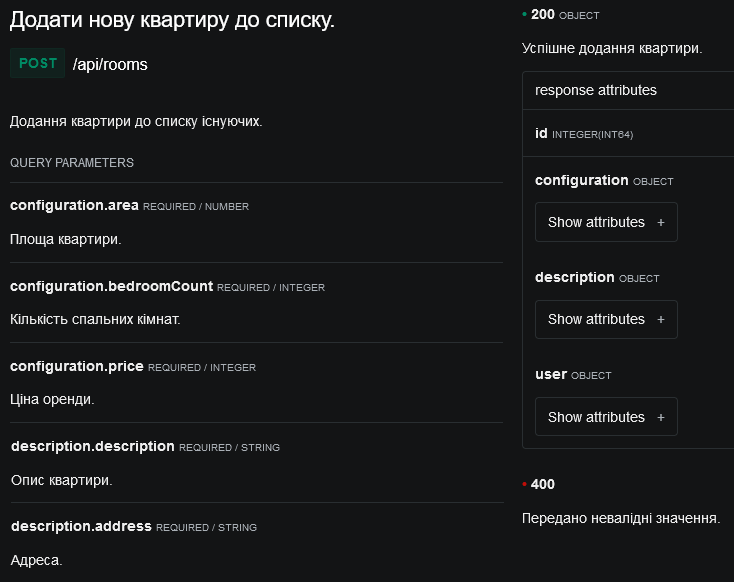 Додати нову квартиру до списку.
POST /api/rooms
Додання квартири до списку існуючих.
QUERY PARAMETERS
configuration.area REQUIRED / NUMBER
Площа квартири.
configuration.bedroomCount REQUIRED / INTEGER
Кількість спальних кімнат.
configuration.price REQUIRED / INTEGER
Ціна оренди.
description.description REQUIRED / STRING
Опис квартири.
description.address REQUIRED / STRING
Адреса.
200 OBJECT
Успішне додання квартири.
response attributes
id INTEGER(INT64)
configuration OBJECT
Show attributes +
description OBJECT
Show attributes +
user OBJECT
Show attributes +
400
Передано невалідні значення.